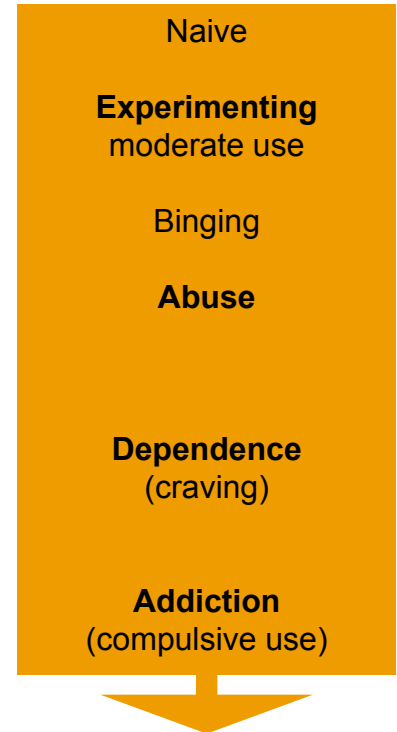 Naive
Experimenting
moderate use
Binging
Abuse
Dependence
(craving)
Addiction
(compulsive use)